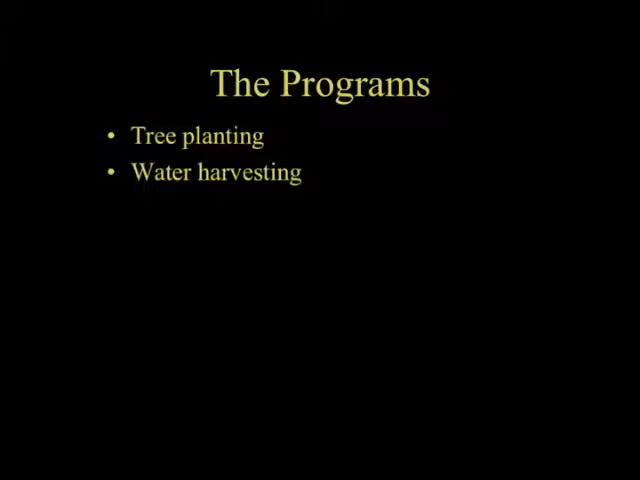 The Programs
• Tree planting
• Water harvesting